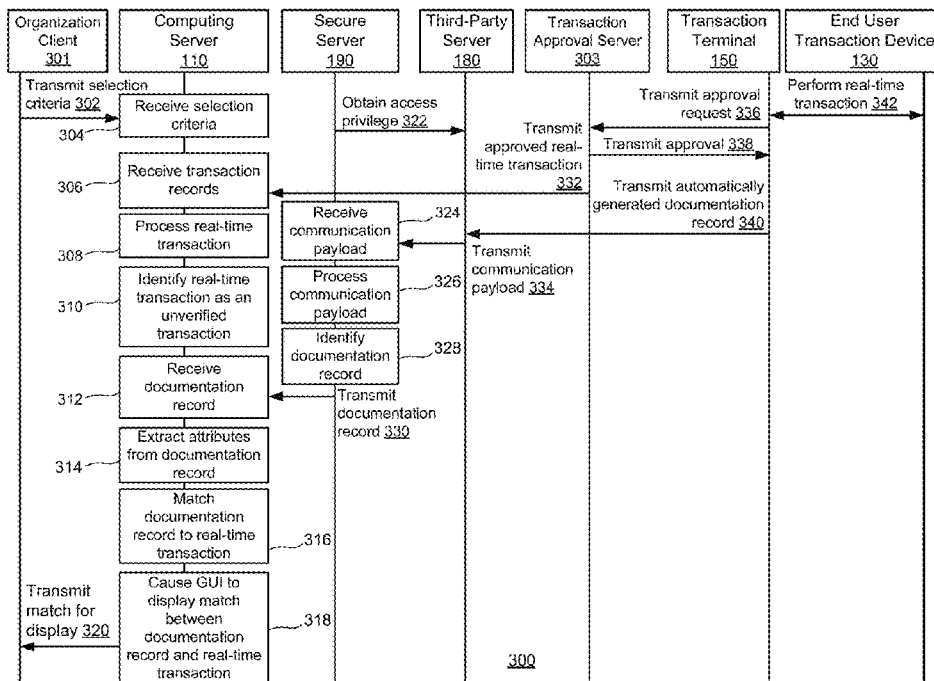 Organization
Client
301
Computing
Server
110
Secure
Server
190
Third-Party
Server
180
Transaction
Approval Server
303
Transaction
Terminal
150
End User
Transaction Device
130
Transmit selection
criteria 302
304
Receive selection
criteria
Obtain access
privilege 322
Transmit approval
request 336
Perform real-time
transaction 342
Transmit
approved real-
time transaction
332
Transmit approval 338
306
Receive transaction
records
Transmit automatically
generated documentation
record 340
Receive
communication
payload
324
308
Process real-time
transaction
Transmit
communication
payload 334
310
Identify real-time
transaction as an
unverified transaction
Process
communication
payload
326
Identify
documentation
record
328
312
Receive
documentation
record
Transmit
documentation
record 330
314
Extract attributes
from documentation
record
Match
documentation
record to real-time
transaction
316
Cause GUI to
display match
between
documentation
record and real-time
transaction
318
Transmit
match for
display 320
300